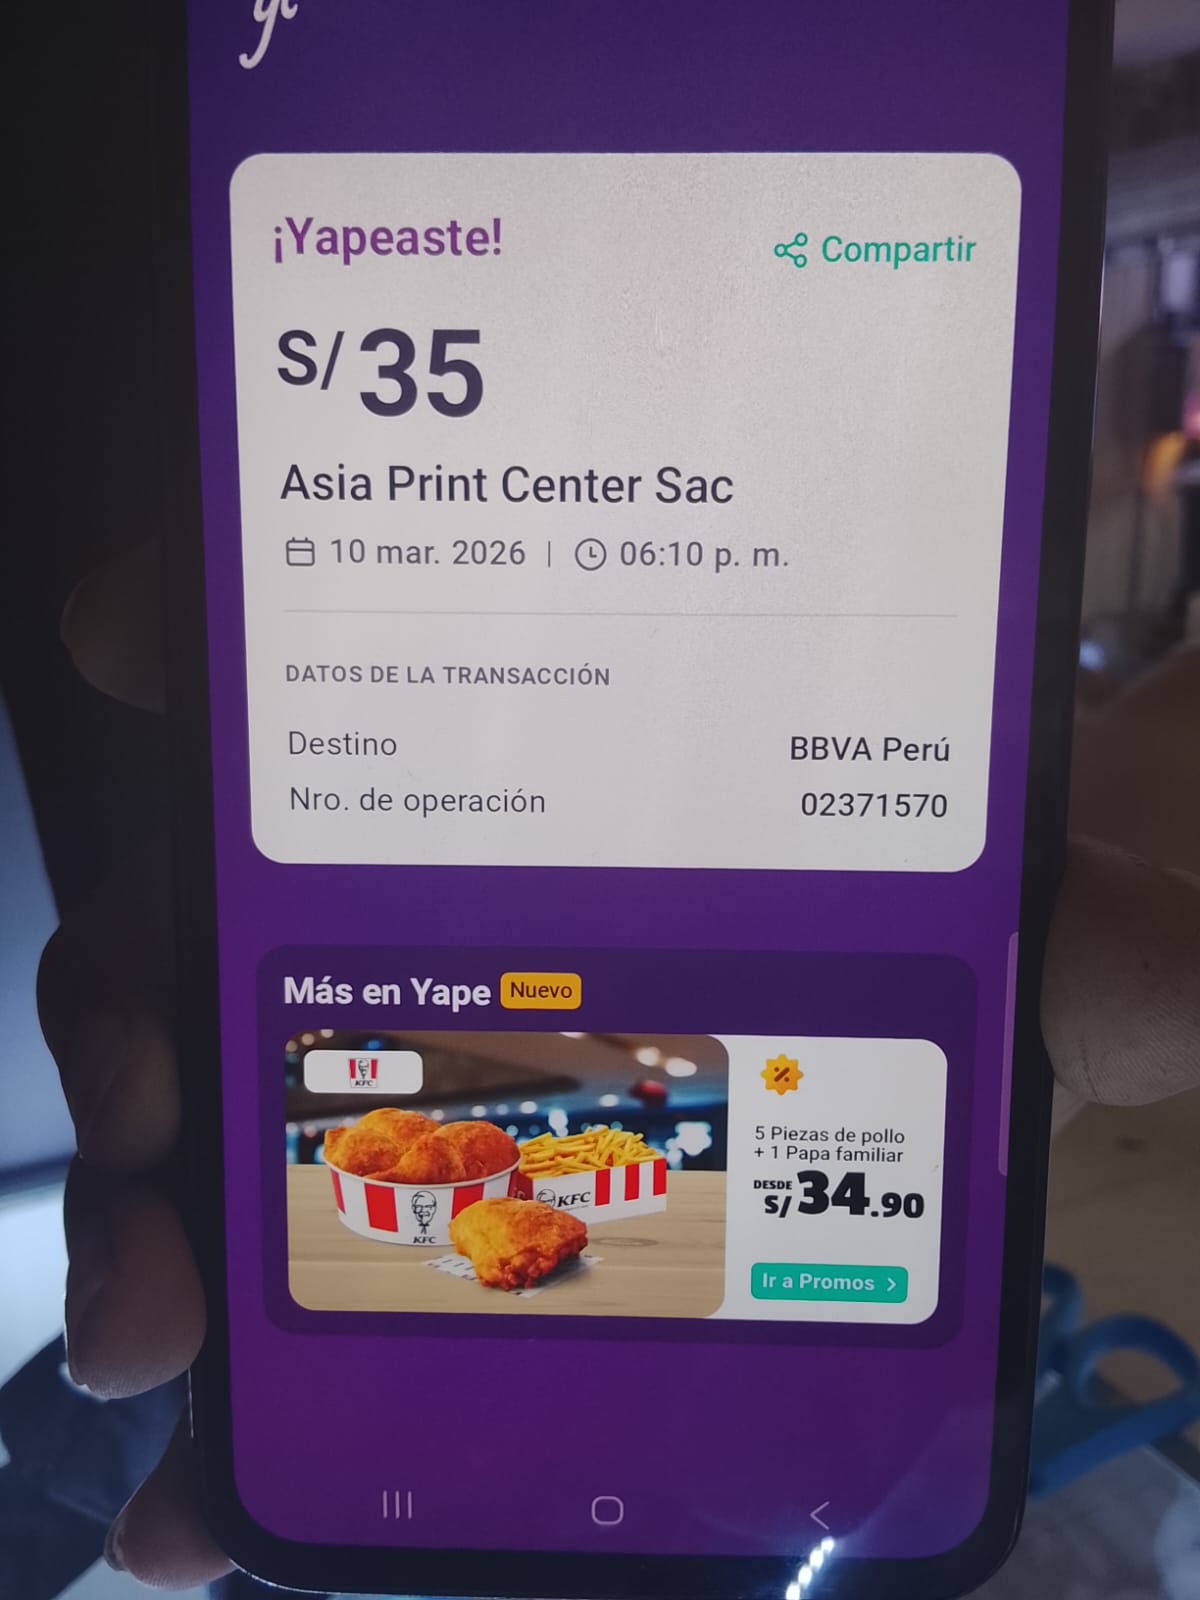 ¡Yapeaste!
Compartir
S/ 35
Asia Print Center Sac
10 mar. 2026 | 06:10 p. m.
DATOS DE LA TRANSACCIÓN
Destino BBVA Perú
Nro. de operación 02371570
Más en Yape Nuevo
KFC
KFC
KFC
5 Piezas de pollo
+ 1 Papa familiar
DESDE
S/ 34.90
Ir a Promos >